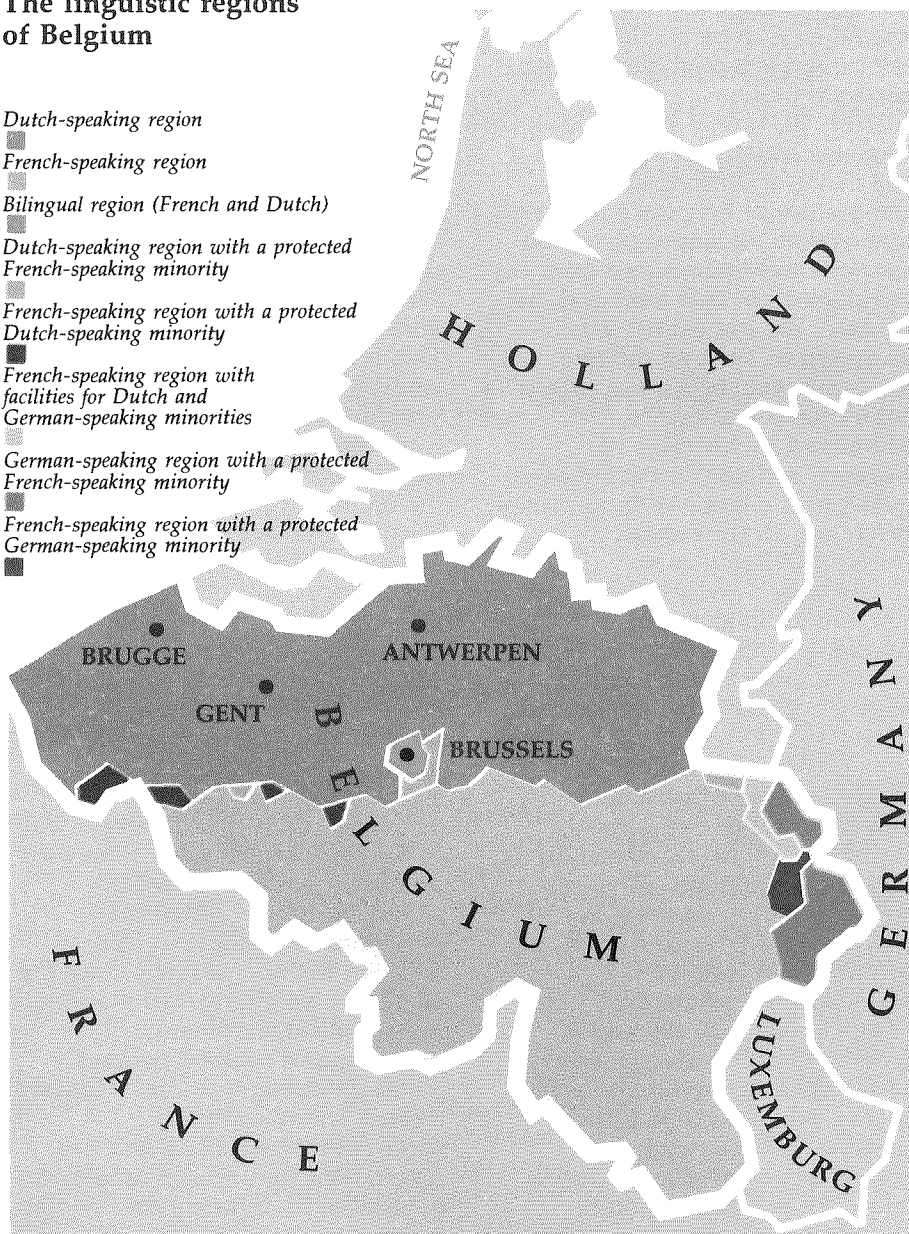 The linguistic regions
of Belgium
Dutch-speaking region
French-speaking region
Bilingual region (French and Dutch)
Dutch-speaking region with a protected
French-speaking minority
French-speaking region with a protected
Dutch-speaking minority
French-speaking region with
facilities for Dutch and
German-speaking minorities
German-speaking region with a protected
French-speaking minority
French-speaking region with a protected
German-speaking minority
NORTH SEA
HOLLAND
GERMANY
BRUGGE
ANTWERPEN
GENT
BRUSSELS
BELGIUM
FRANCE
LUXEMBURG